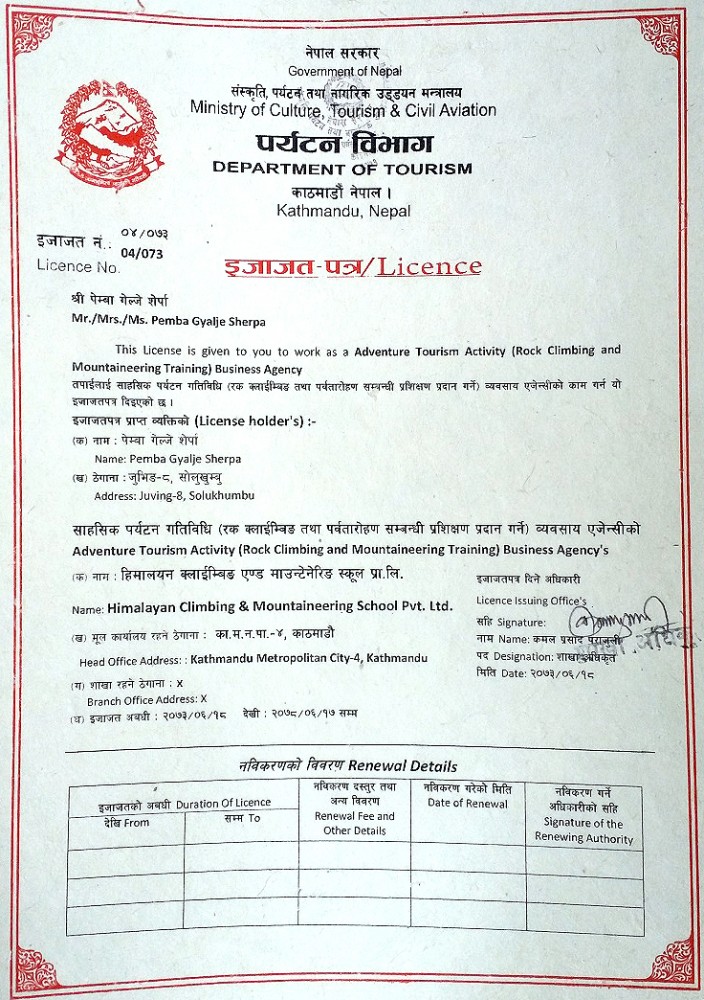 नेपाल सरकार
Government of Nepal
संस्कृति, पर्यटन तथा नागरिक उड्डयन मन्त्रालय
Ministry of Culture, Tourism & Civil Aviation
पर्यटन विभाग
DEPARTMENT OF TOURISM
काठमाडौं नेपाल ।
Kathmandu, Nepal
इजाजत नं.: ०४/०७३
Licence No. 04/073
इजाजत-पत्र/Licence
श्री पेम्बा गेल्जे शेर्पा
Mr./Mrs./Ms. Pemba Gyalje Sherpa
This License is given to you to work as a Adventure Tourism Activity (Rock Climbing and
Mountaineering Training) Business Agency
तपाईलाई साहसिक पर्यटन गतिविधि (रक क्लाईम्बिङ तथा पर्वतारोहण सम्बन्धी प्रशिक्षण प्रदान गर्ने) व्यवसाय एजेन्सीको काम गर्न यो
इजाजतपत्र दिइएको छ ।
इजाजतपत्र प्राप्त व्यक्तिको (License holder's) :-
(क) नाम : पेम्बा गेल्जे शेर्पा
Name: Pemba Gyalje Sherpa
(ख) ठेगाना : जुभिङ-८, सोलुखुम्बु
Address: Juving-8, Solukhumbu
साहसिक पर्यटन गतिविधि (रक क्लाईम्बिङ तथा पर्वतारोहण सम्बन्धी प्रशिक्षण प्रदान गर्ने) व्यवसाय एजेन्सीको
Adventure Tourism Activity (Rock Climbing and Mountaineering Training) Business Agency's
(क) नाम : हिमालयन क्लाईम्बिङ एण्ड माउन्टेनेरिङ स्कूल प्रा.लि.
Name: Himalayan Climbing & Mountaineering School Pvt. Ltd.
(ख) मूल कार्यालय रहने ठेगाना : का.म.न.पा.-४, काठमाडौ
Head Office Address: : Kathmandu Metropolitan City-4, Kathmandu
(ग) शाखा रहने ठेगाना : X
Branch Office Address: X
(घ) इजाजत अबधी : २०७३/०६/१८ देखी : २०७८/०६/१७ सम्म
इजाजतपत्र दिने अधिकारी
Licence Issuing Office's
सहि Signature:
नाम Name: कमल प्रसाद पराजुली
पद Designation: शाखा अधिकृत
मिति Date: २०७३/०६/१८
नविकरणको विवरण Renewal Details
इजाजतको अबधी Duration Of Licence
देखि From
सम्म To
नविकरण दस्तुर तथा
अन्य विवरण
Renewal Fee and
Other Details
नविकरण गरेको मिति
Date of Renewal
नविकरण गर्ने
अधिकारीको सहि
Signature of the
Renewing Authority